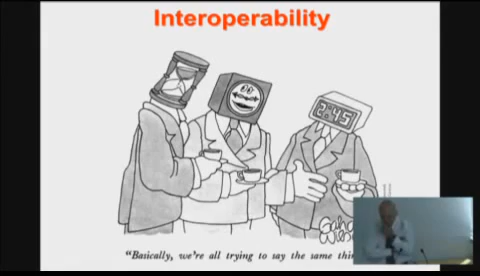 Interoperability
2:45
"Basically, we're all trying to say the same